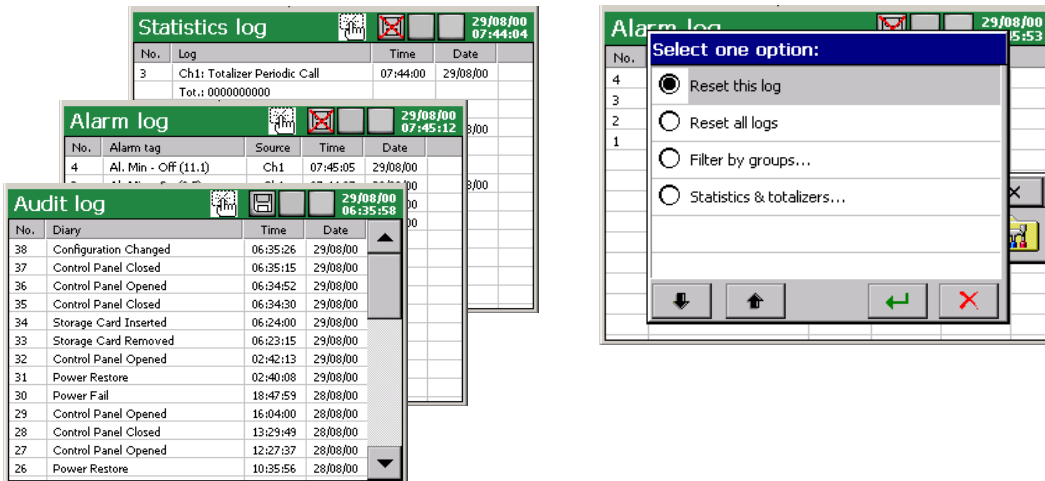 Statistics log
29/08/00
07:44:04
No. Log Time Date
3 Ch1: Totalizer Periodic Call 07:44:00 29/08/00
Tot.: 0000000000
Alarm log
29/08/00
07:45:12
No. Alarm tag Source Time Date
4 Al. Min - Off (11.1) Ch1 07:45:05 29/08/00
Audit log
29/08/00
06:35:58
No. Diary Time Date
38 Configuration Changed 06:35:26 29/08/00
37 Control Panel Closed 06:35:15 29/08/00
36 Control Panel Opened 06:34:52 29/08/00
35 Control Panel Closed 06:34:30 29/08/00
34 Storage Card Inserted 06:24:00 29/08/00
33 Storage Card Removed 06:23:15 29/08/00
32 Control Panel Opened 02:42:13 29/08/00
31 Power Restore 02:40:08 29/08/00
30 Power Fail 18:47:59 28/08/00
29 Control Panel Opened 16:04:00 28/08/00
28 Control Panel Closed 13:29:49 28/08/00
27 Control Panel Opened 12:27:37 28/08/00
26 Power Restore 10:35:56 28/08/00
Alarm log
29/08/00
5:53
No.
4
3
2
1
Select one option:
Reset this log
Reset all logs
Filter by groups...
Statistics & totalizers...